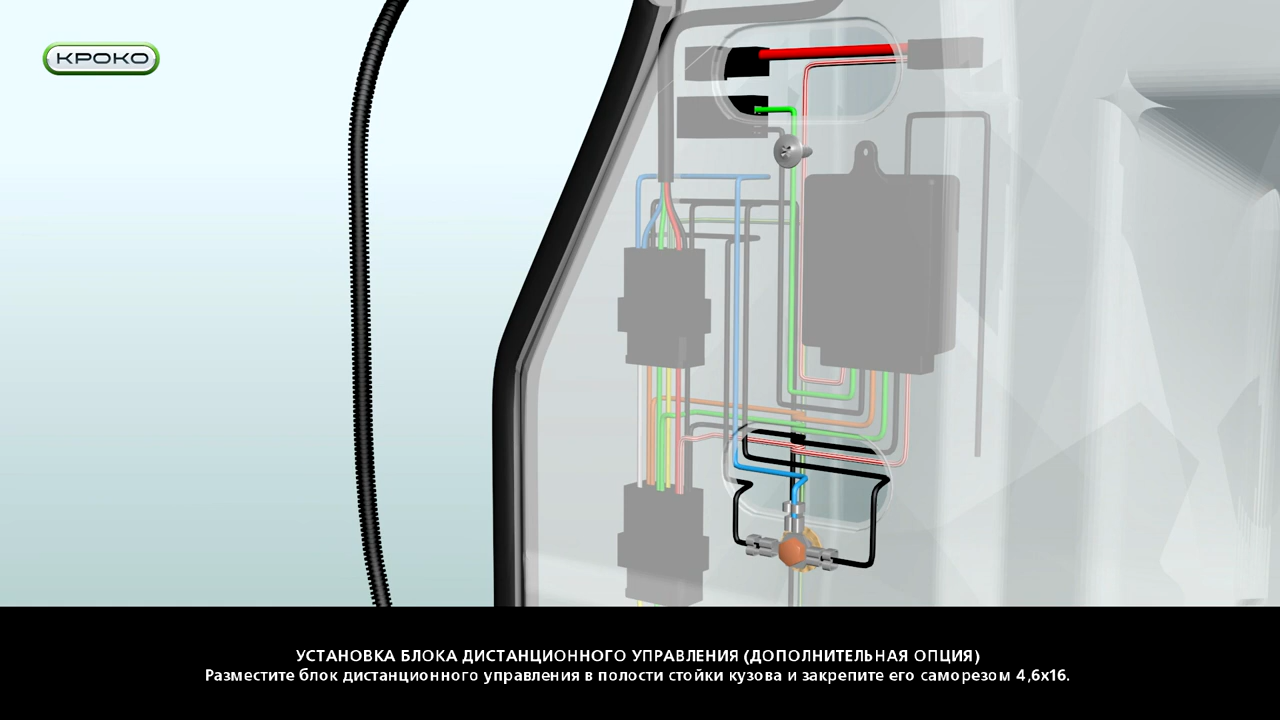 КРОКО
УСТАНОВКА БЛОКА ДИСТАНЦИОННОГО УПРАВЛЕНИЯ (ДОПОЛНИТЕЛЬНАЯ ОПЦИЯ)
Разместите блок дистанционного управления в полости стойки кузова и закрепите его саморезом 4,6х16.